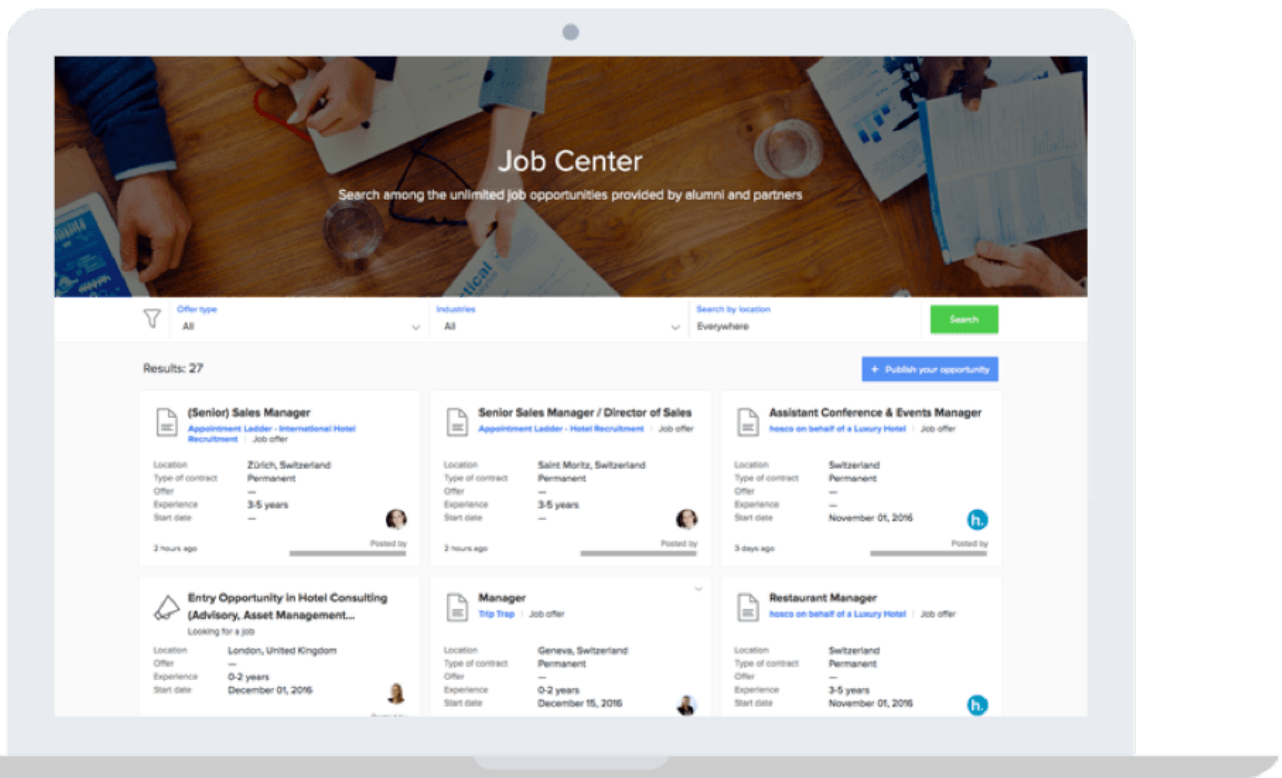 Job Center
Search among the unlimited job opportunities provided by alumni and partners
Offer type
All
Industries
All
Search by location
Everywhere
Search
Results: 27
+ Publish your opportunity
(Senior) Sales Manager
Appointment Ladder - International Hotel
Recruitment | Job offer
Location Zürich, Switzerland
Type of contract Permanent
Offer —
Experience 3-5 years
Start date —
Posted by
2 hours ago
Senior Sales Manager / Director of Sales
Appointment Ladder - Hotel Recruitment | Job offer
Location Saint Moritz, Switzerland
Type of contract Permanent
Offer —
Experience 3-5 years
Start date —
Posted by
2 hours ago
Assistant Conference & Events Manager
hosco on behalf of a Luxury Hotel | Job offer
Location Switzerland
Type of contract Permanent
Offer —
Experience —
Start date November 01, 2016
h.
Posted by
3 days ago
Entry Opportunity in Hotel Consulting
(Advisory, Asset Management...
Looking for a job
Location London, United Kingdom
Offer —
Experience 0-2 years
Start date December 01, 2016
Manager
Trip Trap | Job offer
Location Geneva, Switzerland
Type of contract Permanent
Offer —
Experience 0-2 years
Start date December 15, 2016
Restaurant Manager
hosco on behalf of a Luxury Hotel | Job offer
Location Switzerland
Type of contract Permanent
Offer —
Experience 3-5 years
Start date November 01, 2016
h.